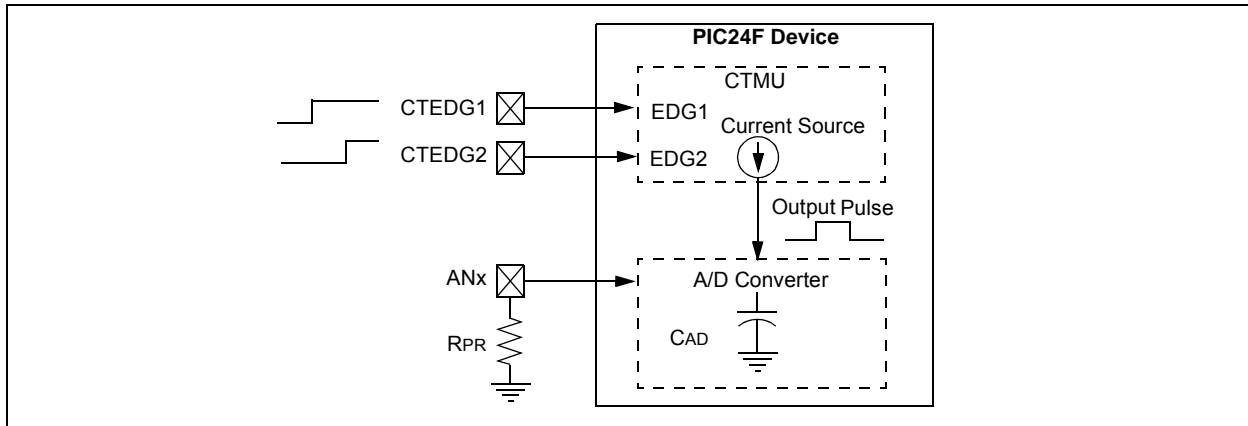 PIC24F Device
CTMU
CTEDG1
EDG1
Current Source
CTEDG2
EDG2
Output Pulse
ANx
A/D Converter
RPR
CAD